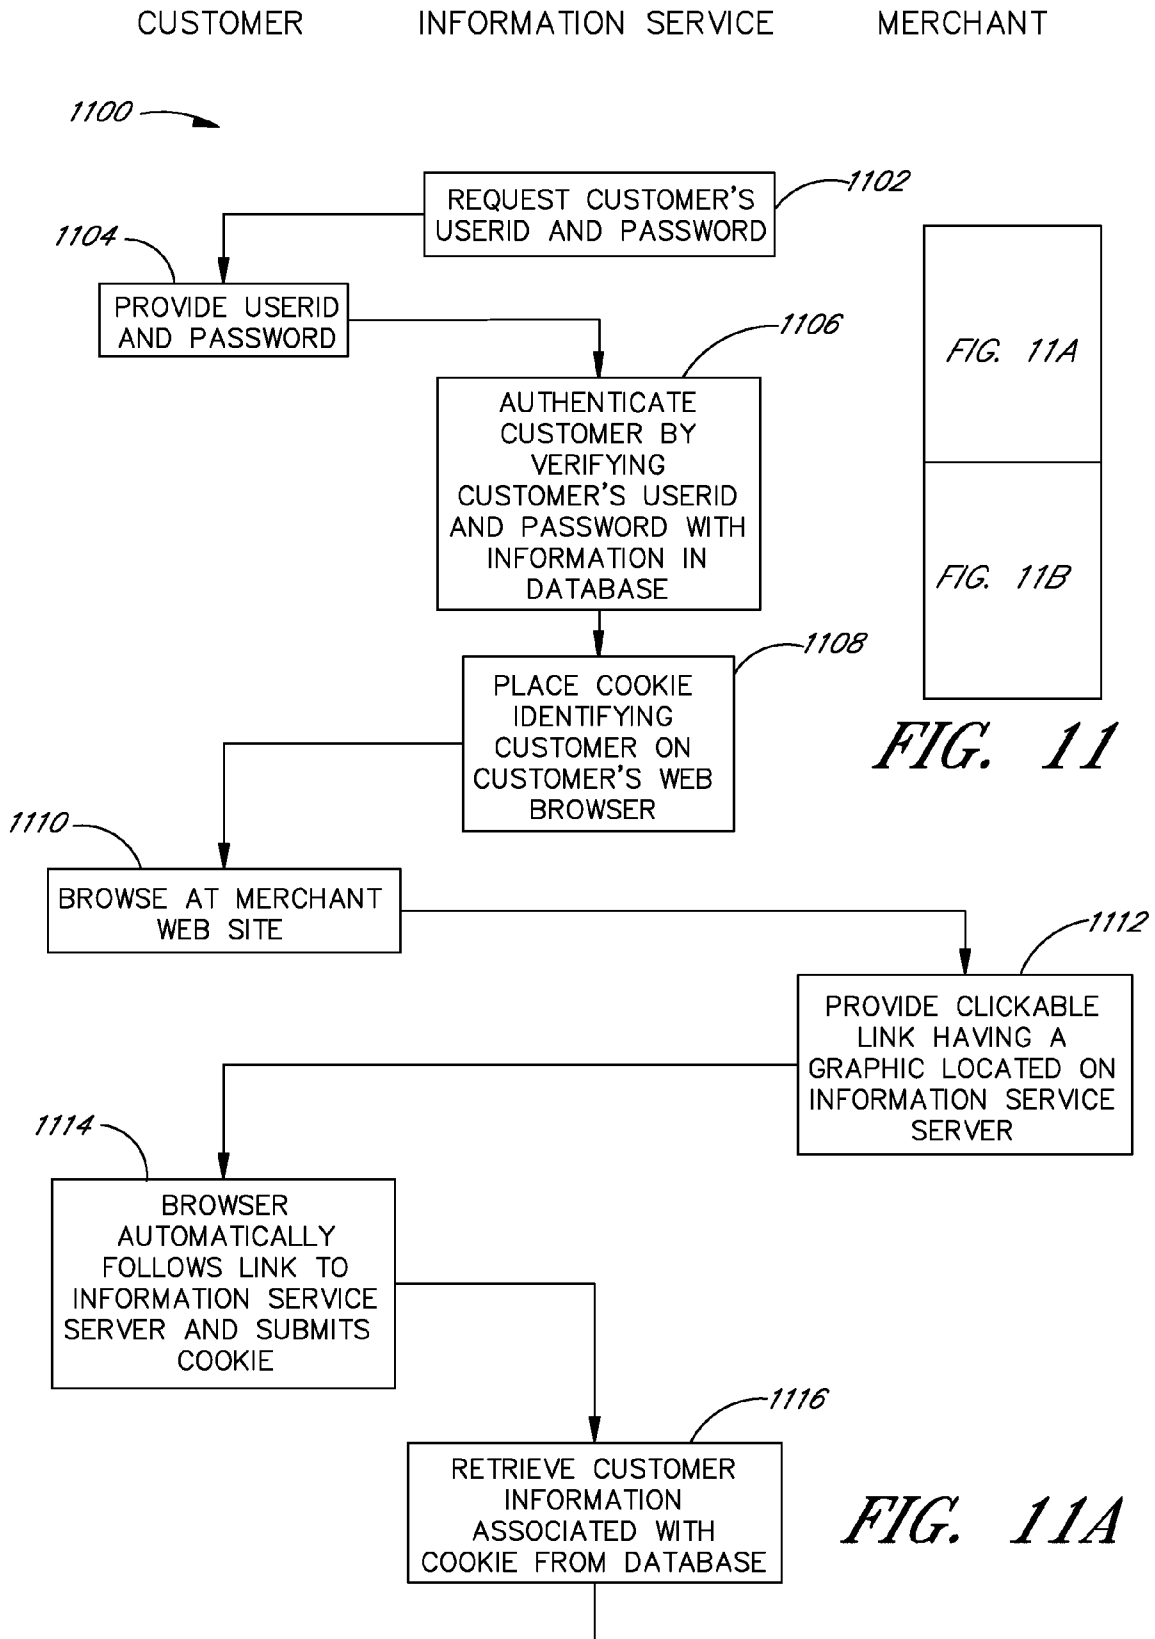 CUSTOMER INFORMATION SERVICE MERCHANT
1100
1102
REQUEST CUSTOMER'S
USERID AND PASSWORD
1104
PROVIDE USERID
AND PASSWORD
1106
AUTHENTICATE
CUSTOMER BY
VERIFYING
CUSTOMER'S USERID
AND PASSWORD WITH
INFORMATION IN
DATABASE
FIG. 11A
FIG. 11B
FIG. 11
1108
PLACE COOKIE
IDENTIFYING
CUSTOMER ON
CUSTOMER'S WEB
BROWSER
1110
BROWSE AT MERCHANT
WEB SITE
1112
PROVIDE CLICKABLE
LINK HAVING A
GRAPHIC LOCATED ON
INFORMATION SERVICE
SERVER
1114
BROWSER
AUTOMATICALLY
FOLLOWS LINK TO
INFORMATION SERVICE
SERVER AND SUBMITS
COOKIE
1116
RETRIEVE CUSTOMER
INFORMATION
ASSOCIATED WITH
COOKIE FROM DATABASE
FIG. 11A